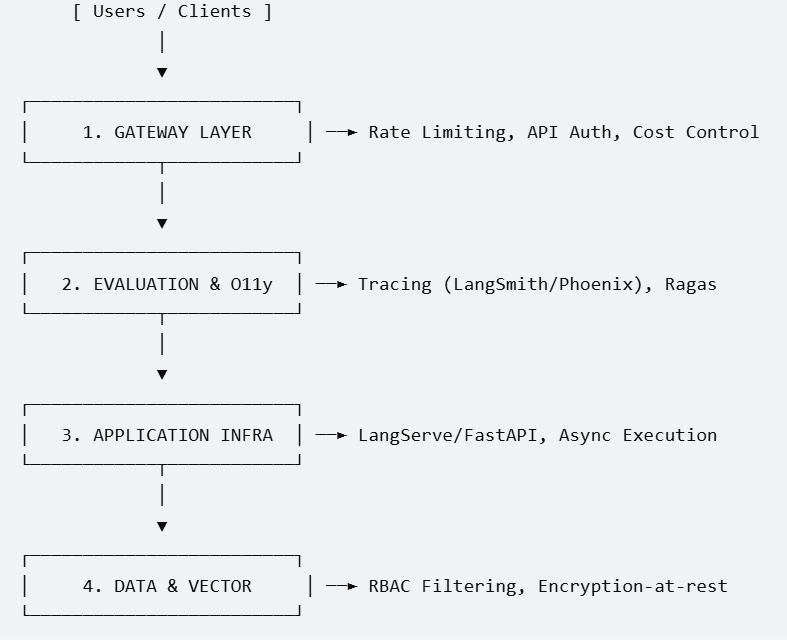 [ Users / Clients ]
1. GATEWAY LAYER
Rate Limiting, API Auth, Cost Control
2. EVALUATION & O11y
Tracing (LangSmith/Phoenix), Ragas
3. APPLICATION INFRA
LangServe/FastAPI, Async Execution
4. DATA & VECTOR
RBAC Filtering, Encryption-at-rest